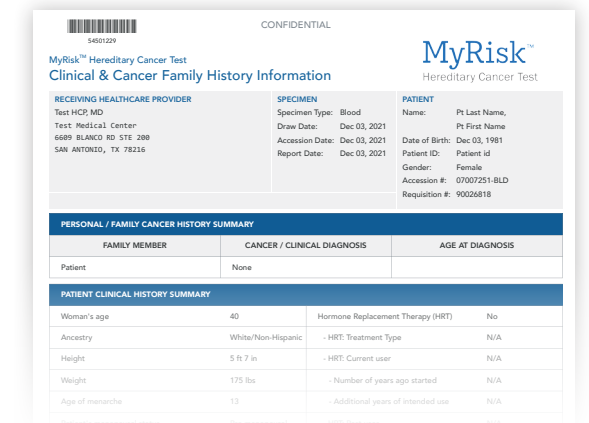 CONFIDENTIAL
54501229
MyRisk™ Hereditary Cancer Test
Clinical & Cancer Family History Information
MyRisk™
Hereditary Cancer Test
RECEIVING HEALTHCARE PROVIDER
Test HCP, MD
Test Medical Center
6609 BLANCO RD STE 200
SAN ANTONIO, TX 78216
SPECIMEN
Specimen Type: Blood
Draw Date: Dec 03, 2021
Accession Date: Dec 03, 2021
Report Date: Dec 03, 2021
PATIENT
Name: Pt Last Name,
Pt First Name
Date of Birth: Dec 03, 1981
Patient ID: Patient id
Gender: Female
Accession #: 07007251-BLD
Requisition #: 90026818
PERSONAL / FAMILY CANCER HISTORY SUMMARY
FAMILY MEMBER CANCER / CLINICAL DIAGNOSIS AGE AT DIAGNOSIS
Patient None
PATIENT CLINICAL HISTORY SUMMARY
Woman's age 40 Hormone Replacement Therapy (HRT) No
Ancestry White/Non-Hispanic - HRT: Treatment Type N/A
Height 5 ft 7 in - HRT: Current user N/A
Weight 175 lbs - Number of years ago started N/A
Age of menarche 13 - Additional years of intended use N/A